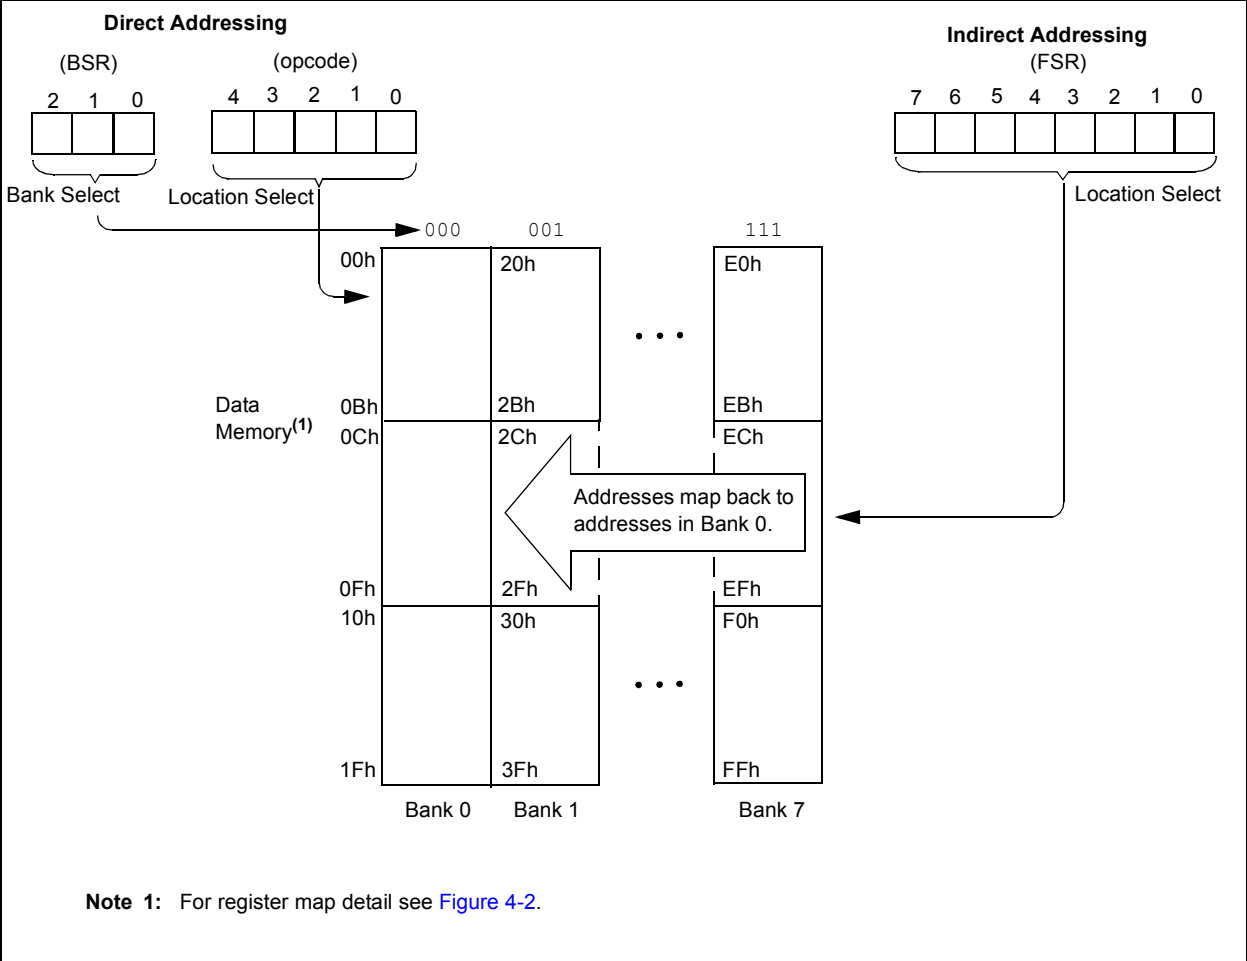 Direct Addressing
(BSR)
(opcode)
2 1 0
4 3 2 1 0
Bank Select
Location Select
Indirect Addressing
(FSR)
7 6 5 4 3 2 1 0
Location Select
000 001 111
00h 20h E0h
Data
Memory(1)
0Bh 2Bh EBh
0Ch 2Ch ECh
Addresses map back to
addresses in Bank 0.
0Fh 2Fh EFh
10h 30h F0h
1Fh 3Fh FFh
Bank 0 Bank 1 Bank 7
Note 1: For register map detail see Figure 4-2.